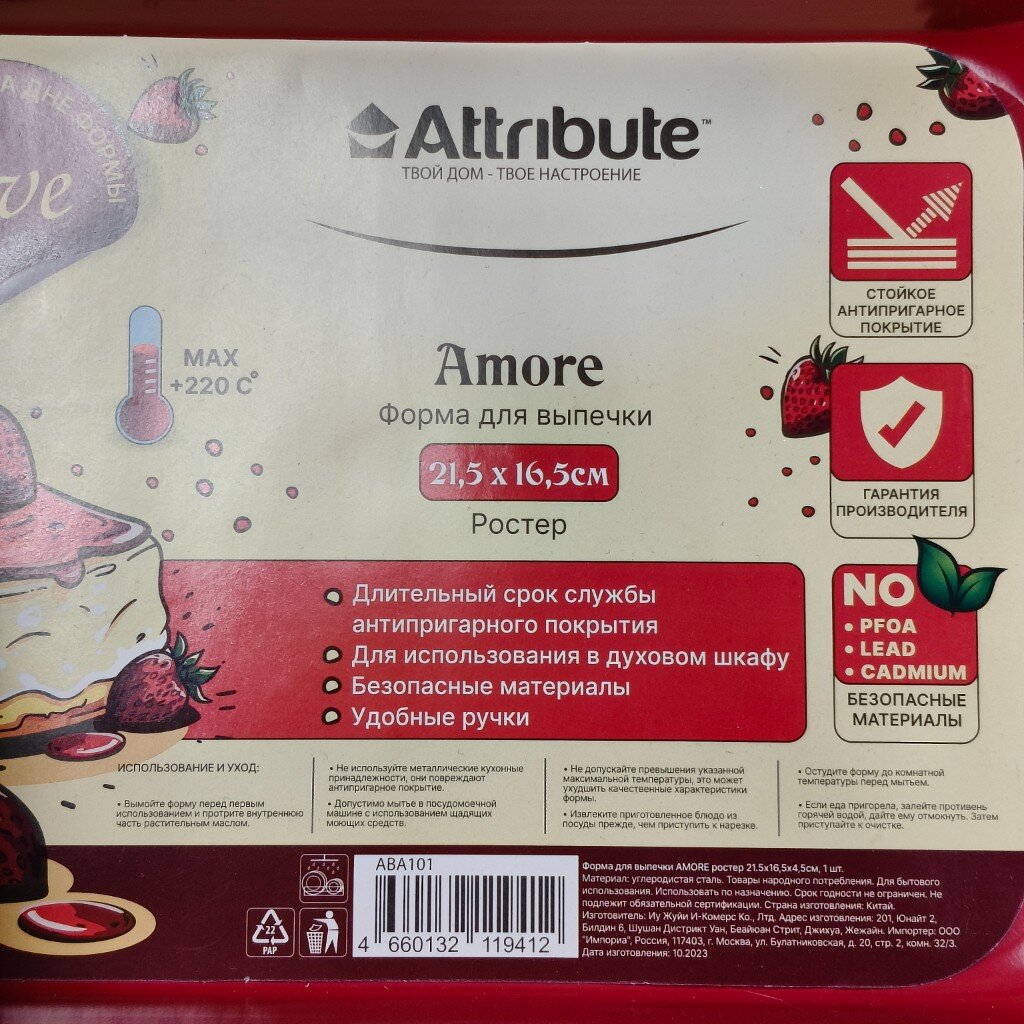 А ДНЕ ФОРМЫ
ve
Attribute™
ТВОЙ ДОМ - ТВОЕ НАСТРОЕНИЕ
СТОЙКОЕ
АНТИПРИГАРНОЕ
ПОКРЫТИЕ
MAX
+220 C°
Amore
Форма для выпечки
21,5 x 16,5см
Ростер
ГАРАНТИЯ
ПРОИЗВОДИТЕЛЯ
Длительный срок службы
антипригарного покрытия
Для использования в духовом шкафу
Безопасные материалы
Удобные ручки
NO
• PFOA
• LEAD
• CADMIUM
БЕЗОПАСНЫЕ
МАТЕРИАЛЫ
ИСПОЛЬЗОВАНИЕ И УХОД:
• Вымойте форму перед первым
использованием и протрите внутреннюю
часть растительным маслом.
• Не используйте металлические кухонные
принадлежности, они повреждают
антипригарное покрытие.
• Допустимо мытье в посудомоечной
машине с использованием щадящих
моющих средств.
• Не допускайте превышения указанной
максимальной температуры, это может
ухудшить качественные характеристики
формы.
• Извлеките приготовленное блюдо из
посуды прежде, чем приступить к нарезке.
• Остудите форму до комнатной
температуры перед мытьем.
• Если еда пригорела, залейте противень
горячей водой, дайте ему отмокнуть. Затем
приступайте к очистке.
22
PAP
ABA101
4 660132 119412
Форма для выпечки AMORE ростер 21.5х16,5х4,5см, 1 шт.
Материал: углеродистая сталь. Товары народного потребления. Для бытового
использования. Использовать по назначению. Срок годности не ограничен. Не
подлежит обязательной сертификации. Страна изготовления: Китай.
Изготовитель: Иу Жуйи И-Комерс Ко., Лтд. Адрес изготовления: 201, Юнайт 2,
Билдин 6, Шушан Дистрикт Уан, Беайюан Стрит, Джихуа, Жежайн. Импортер: ООО
"Импориа", Россия, 117403, г. Москва, ул. Булатниковская, д. 20, стр. 2, комн. 32/3.
Дата изготовления: 10.2023